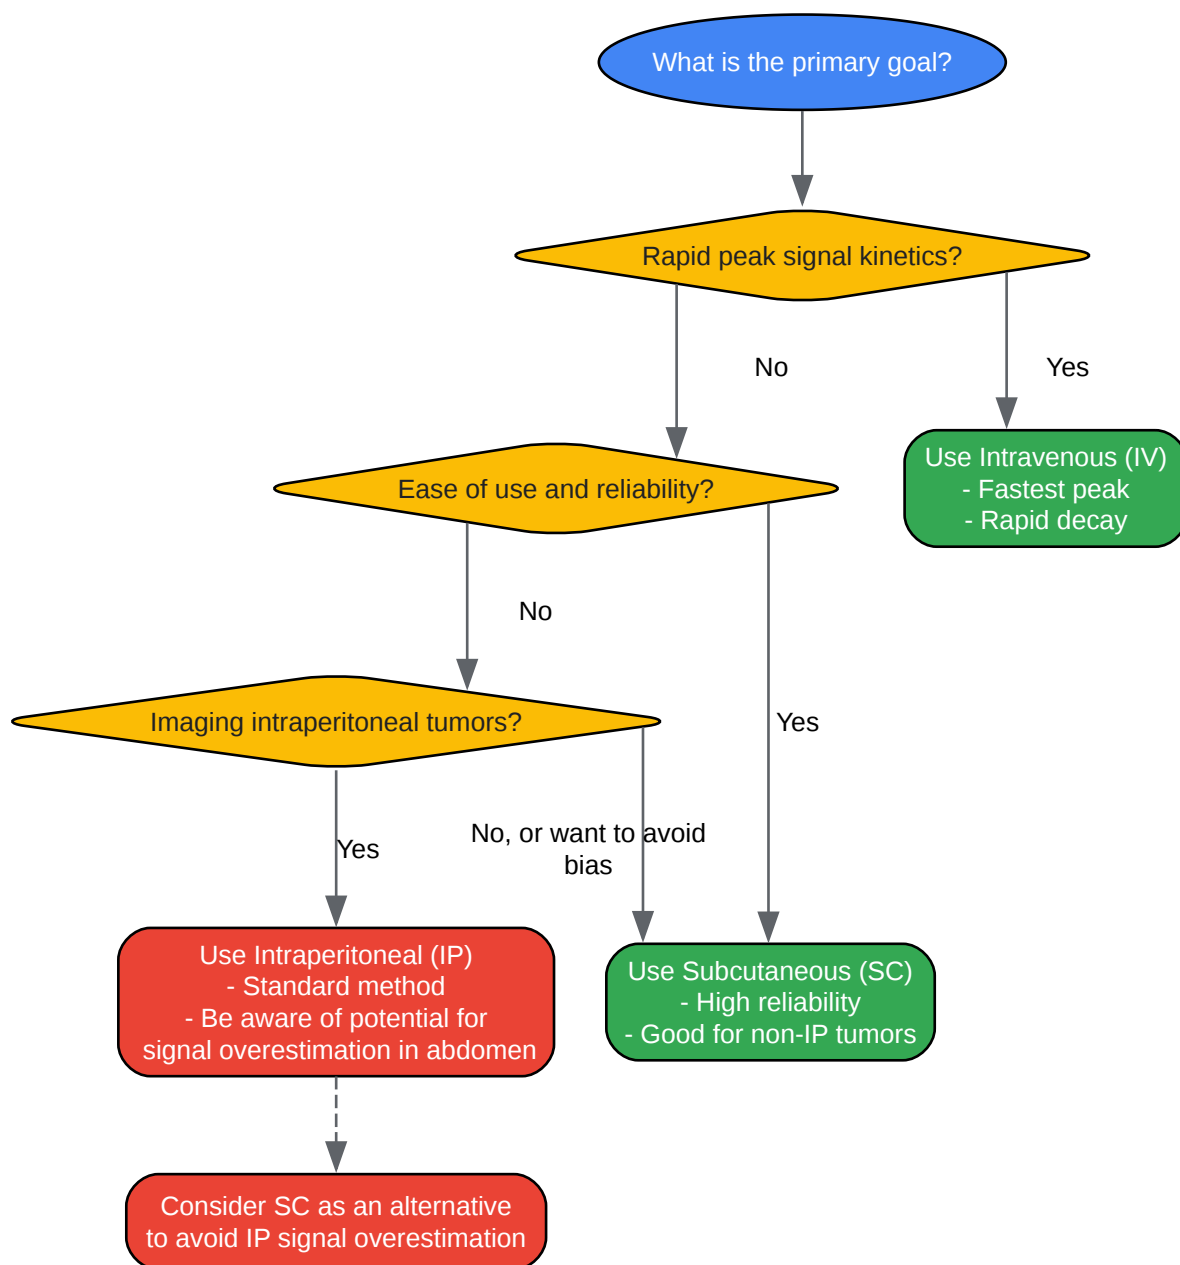 What is the primary goal?
Rapid peak signal kinetics?
No
Yes
Use Intravenous (IV)
- Fastest peak
- Rapid decay
Ease of use and reliability?
No
Yes
Imaging intraperitoneal tumors?
Yes
No, or want to avoid
bias
Use Intraperitoneal (IP)
- Standard method
- Be aware of potential for
signal overestimation in abdomen
Use Subcutaneous (SC)
- High reliability
- Good for non-IP tumors
Consider SC as an alternative
to avoid IP signal overestimation